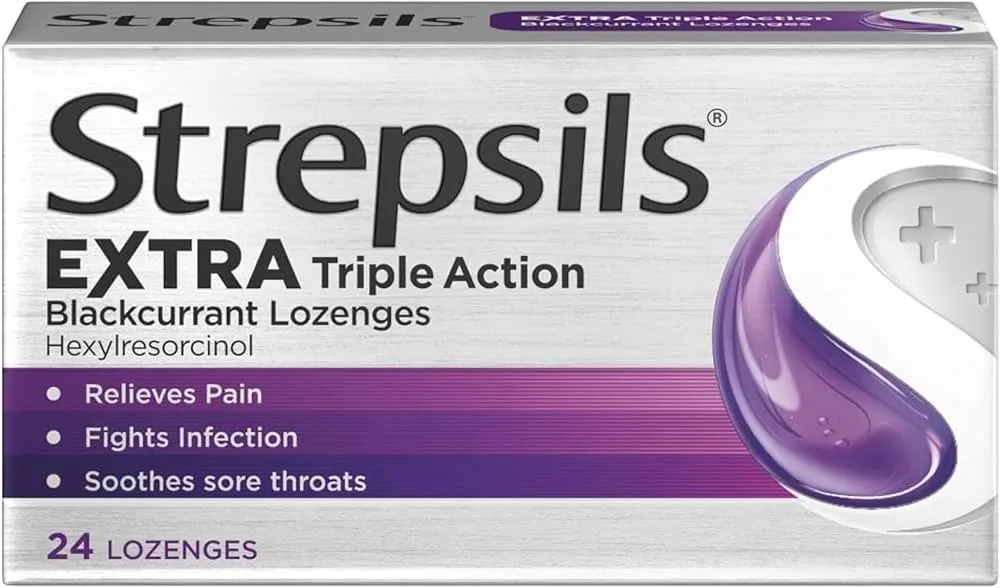 Strepsils
EXTRA Triple Action
Blackcurrant Lozenges
Strepsils®
EXTRA Triple Action
Blackcurrant Lozenges
Hexylresorcinol
• Relieves Pain
• Fights Infection
• Soothes sore throats
24 LOZENGES